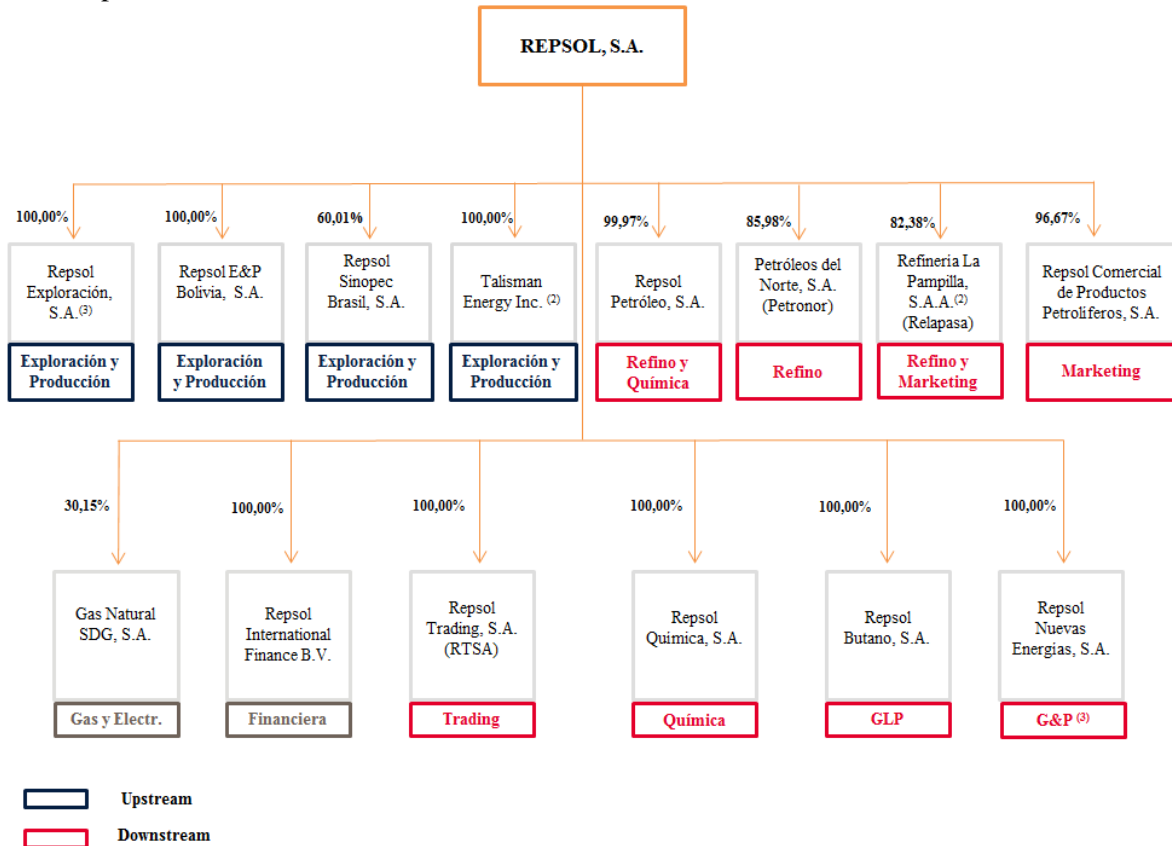 REPSOL, S.A.
100,00%
100,00%
60,01%
100,00%
99,97%
85,98%
82,38%
96,67%
Repsol
Exploración,
S.A.(3)
Exploración y
Producción
Repsol E&P
Bolivia, S.A.
Exploración
y Producción
Repsol
Sinopec
Brasil, S.A.
Exploración y
Producción
Talisman
Energy Inc. (2)
Exploración y
Producción
Repsol
Petróleo, S.A.
Refino y
Química
Petróleos del
Norte, S.A.
(Petronor)
Refino
Refineria La
Pampilla,
S.A.A.(2)
(Relapasa)
Refino y
Marketing
Repsol Comercial
de Productos
Petroliferos, S.A.
Marketing
30,15%
100,00%
100,00%
100,00%
100,00%
100,00%
Gas Natural
SDG, S.A.
Gas y Electr.
Repsol
International
Finance B.V.
Financiera
Repsol
Trading, S.A.
(RTSA)
Trading
Repsol
Quimica, S.A.
Química
Repsol
Butano, S.A.
GLP
Repsol
Nuevas
Energias, S.A.
G&P (3)
Upstream
Downstream